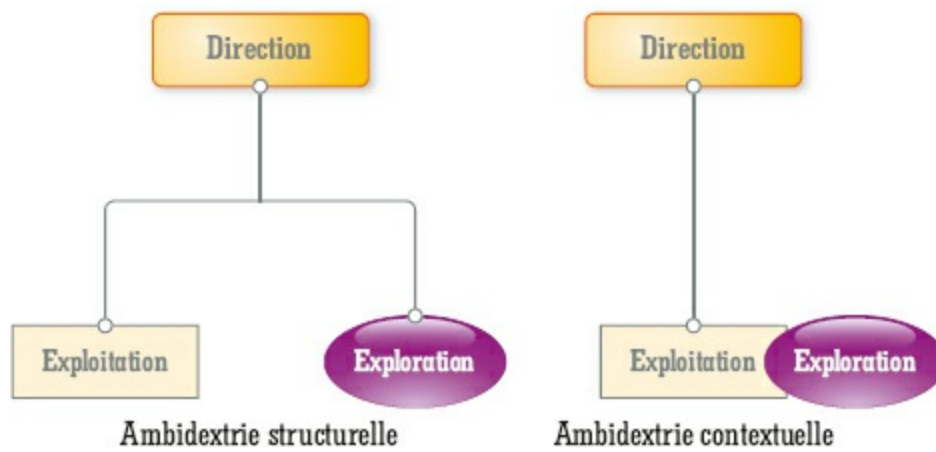 Direction
Direction
Exploitation
Exploration
Exploitation
Exploration
Ambidextrie structurelle
Ambidextrie contextuelle